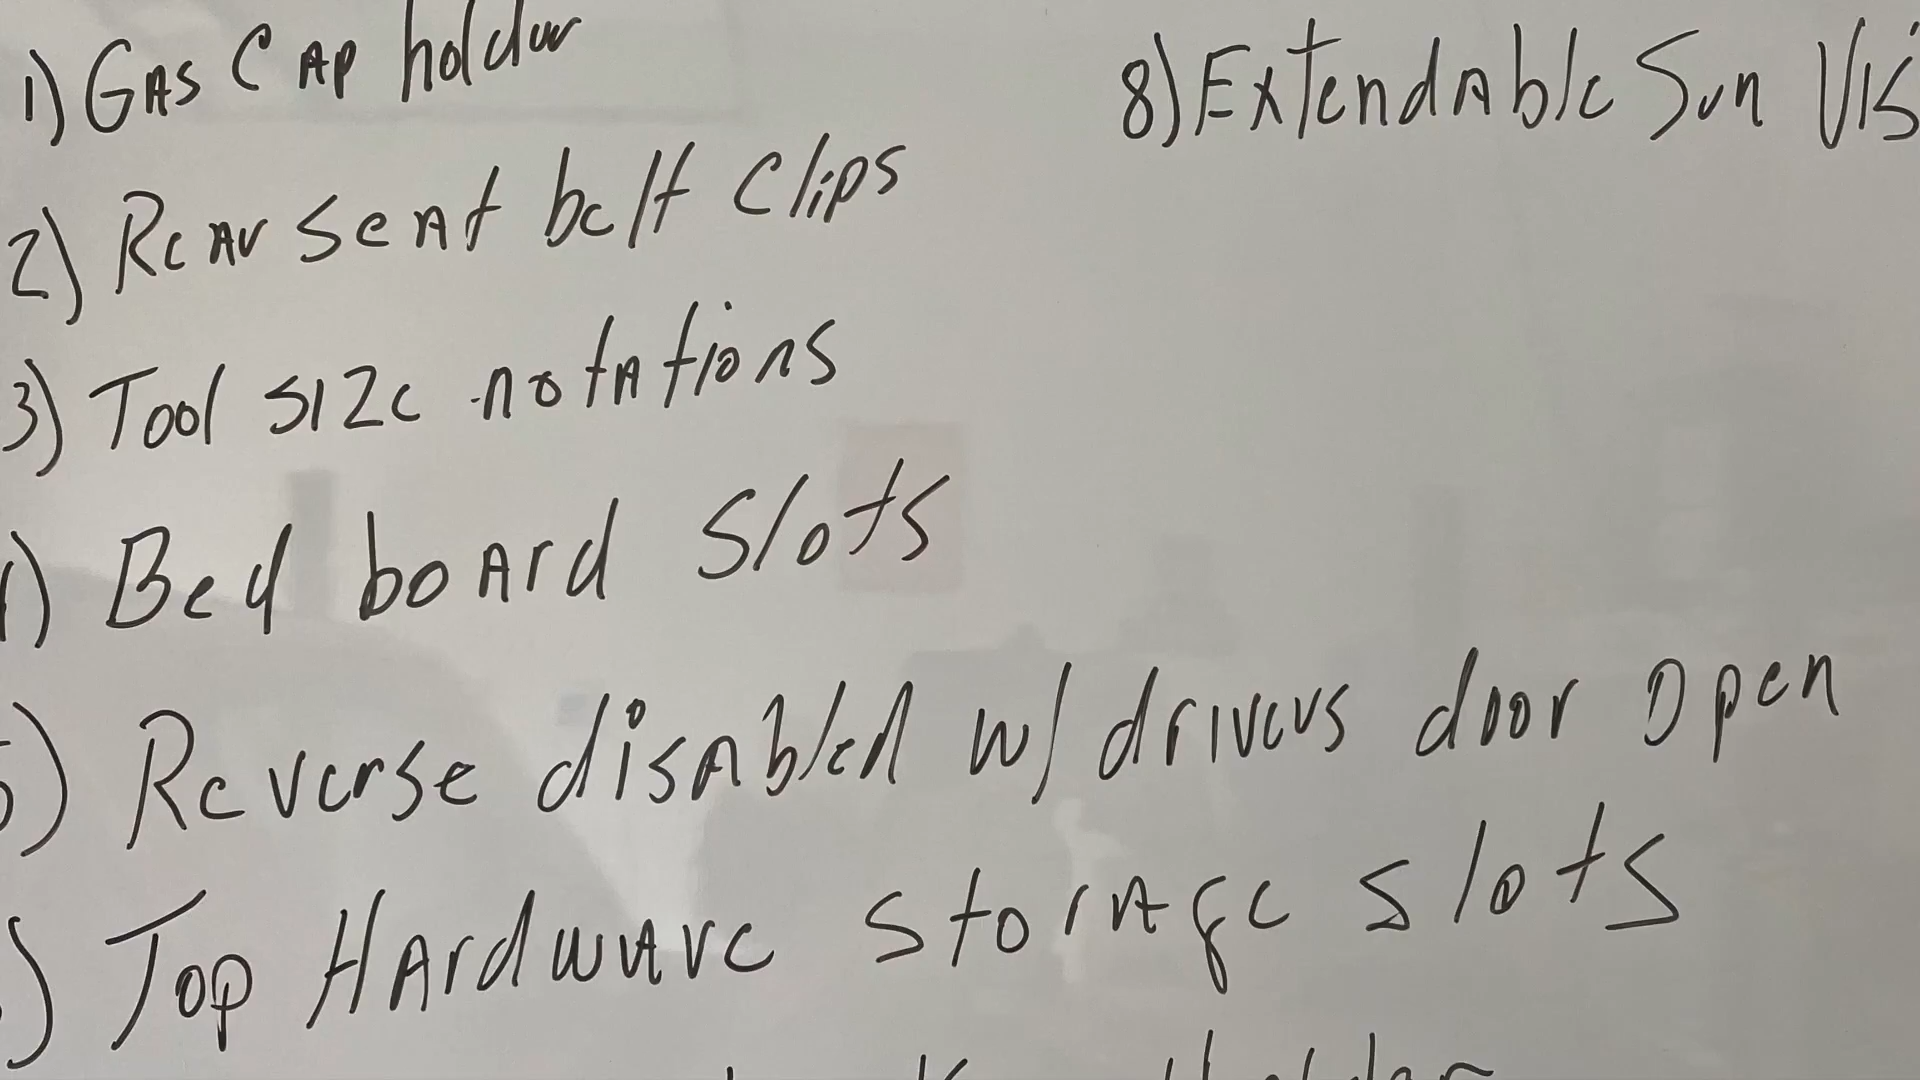 1) Gas Cap holder
2) Rear seat belt clips
3) Tool size notations
) Bed board slots
5) Reverse disabled w/ drivers door open
) Top Hardware storage slots
8) Extendable Sun Vis